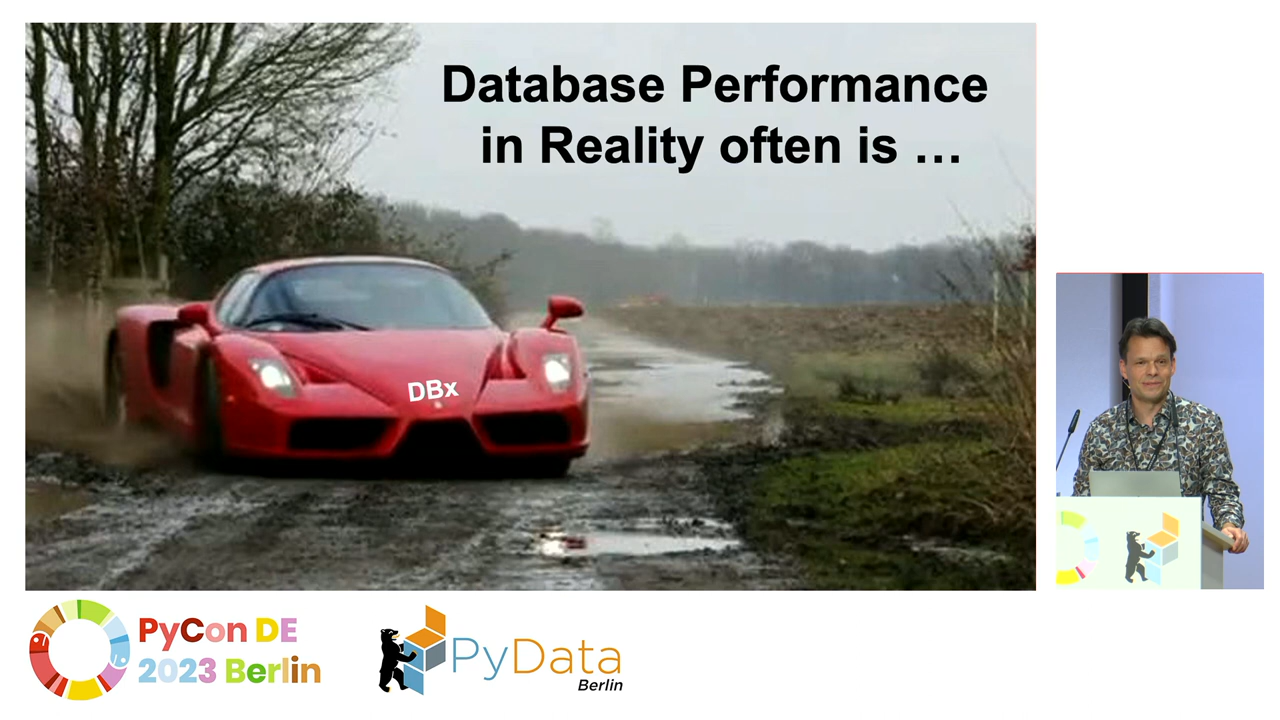 Database Performance
in Reality often is …
DBx
PyCon DE
2023 Berlin
PyData
Berlin